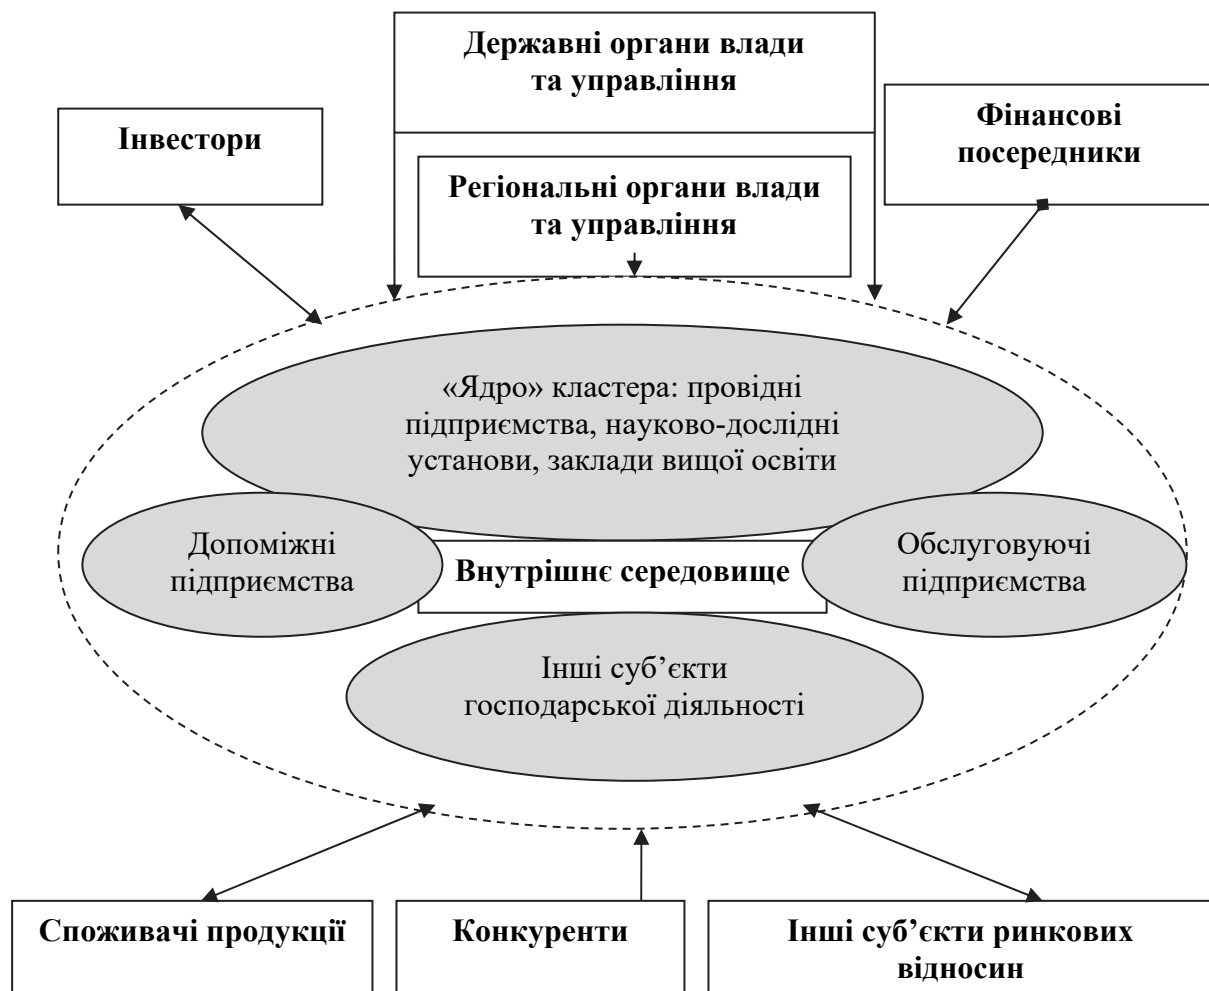 Державні органи влади
та управління
Інвестори
Фінансові
посередники
Регіональні органи влади
та управління
«Ядро» кластера: провідні
підприємства, науково-дослідні
установи, заклади вищої освіти
Допоміжні
підприємства
Внутрішнє середовище
Обслуговуючі
підприємства
Інші суб’єкти
господарської діяльності
Споживачі продукції
Конкуренти
Інші суб’єкти ринкових
відносин